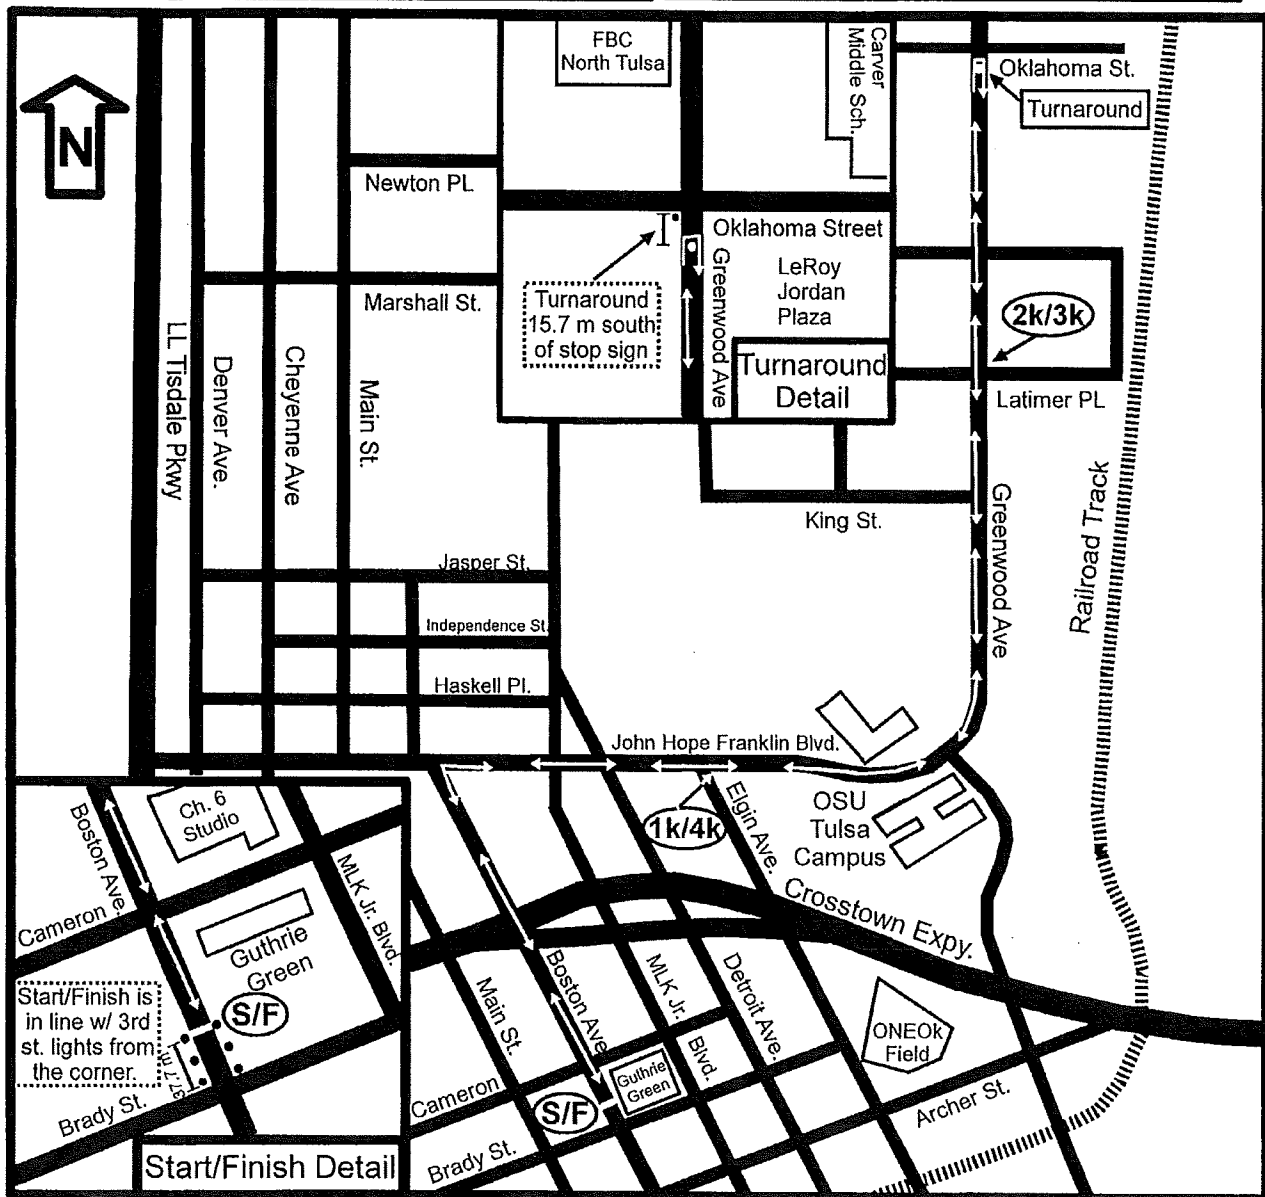 N
FBC
North Tulsa
Carver
Middle Sch.
Oklahoma St.
Turnaround
Newton PL
Oklahoma Street
LeRoy
Jordan
Plaza
Greenwood Ave
Turnaround
15.7 m south
of stop sign
Turnaround
Detail
Marshall St.
2k/3k
Latimer PL
LL Tisdale Pkwy
Denver Ave.
Cheyenne Ave
Main St.
King St.
Greenwood Ave
Railroad Track
Jasper St.
Independence St.
Haskell Pl.
John Hope Franklin Blvd.
1k/4k
Elgin Ave.
OSU
Tulsa
Campus
Crosstown Expy.
Boston Ave.
Ch. 6
Studio
MLK Jr. Blvd.
Cameron
Guthrie
Green
S/F
Start/Finish is
in line w/ 3rd
st. lights from
the corner.
37.7 m
Brady St.
Start/Finish Detail
Main St.
Boston Ave
MLK Jr.
Blvd.
Detroit Ave.
ONEOk
Field
Cameron
Guthrie
Green
S/F
Brady St.
Archer St.